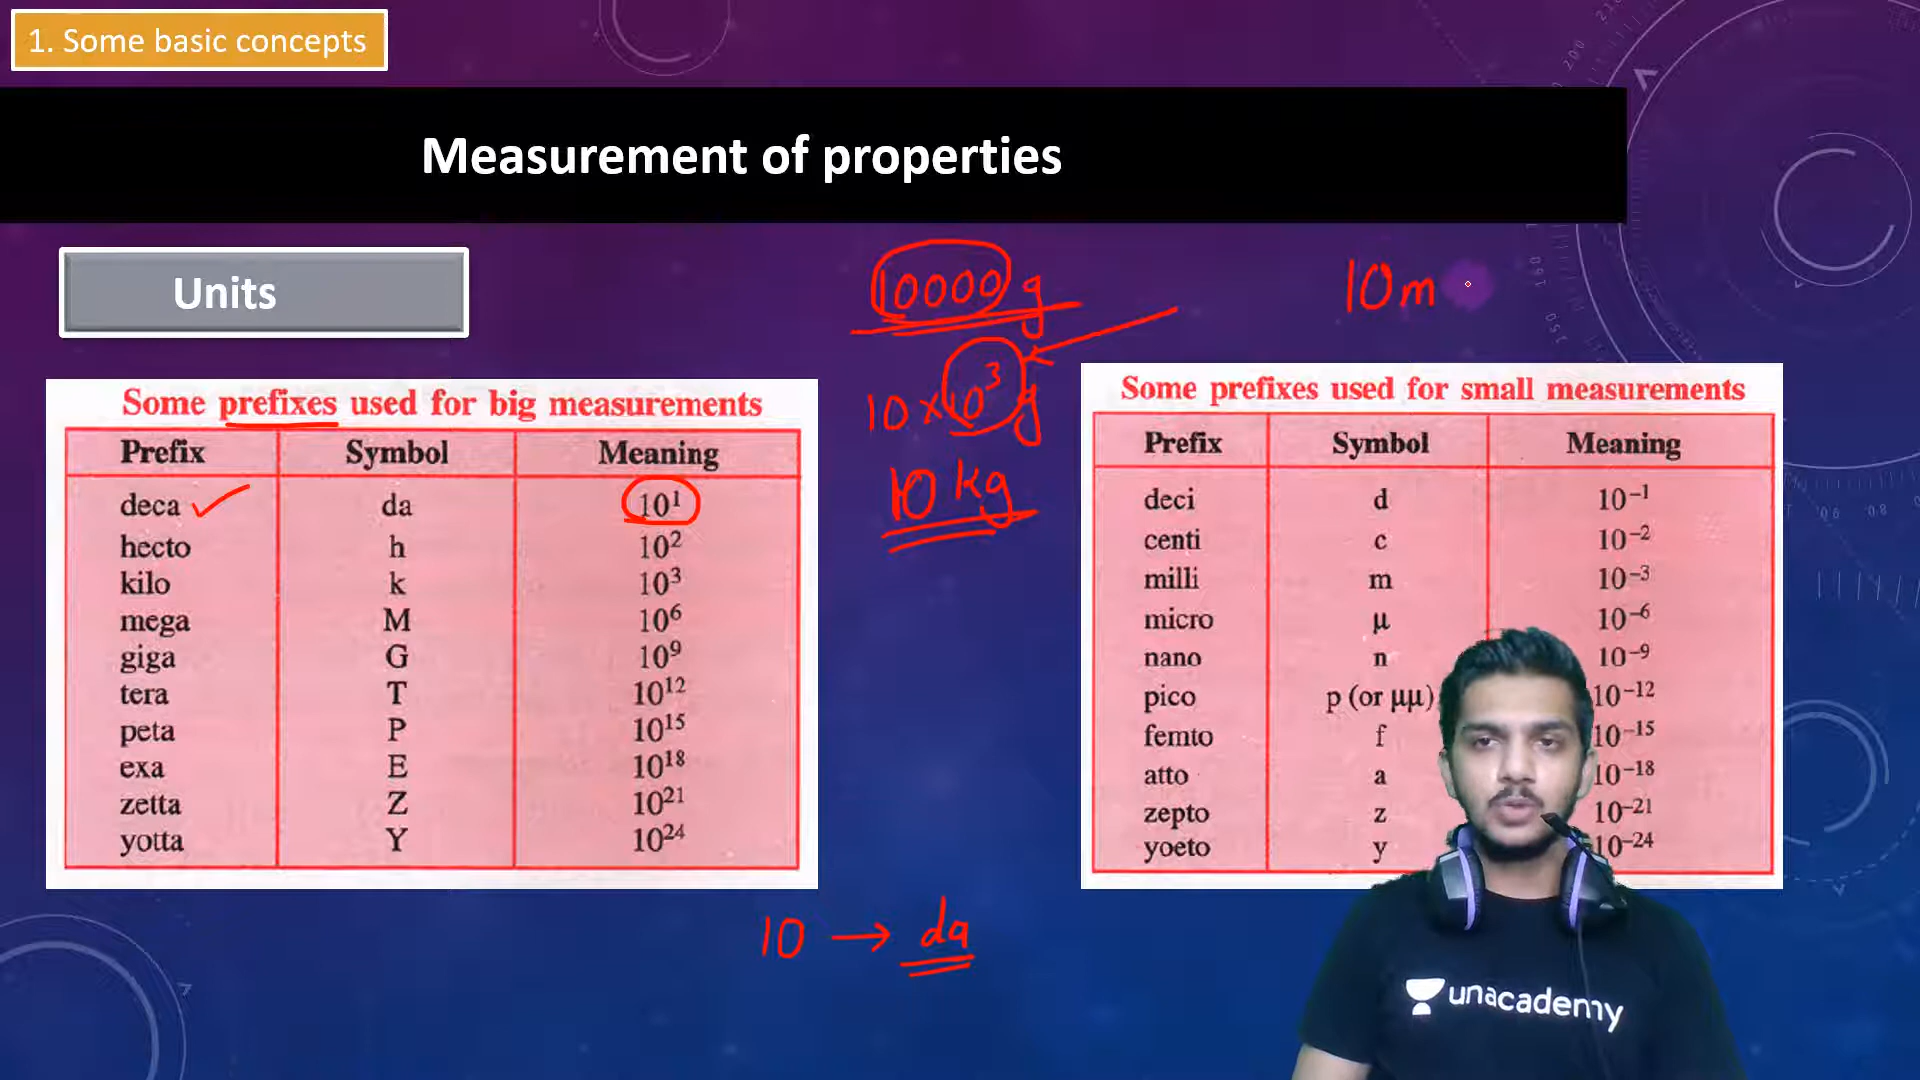 1. Some basic concepts
Measurement of properties
Units
10000 g
10 × 10³ g
10 kg
10m
Some prefixes used for big measurements
Prefix Symbol Meaning
deca da 10¹
hecto h 10²
kilo k 10³
mega M 10⁶
giga G 10⁹
tera T 10¹²
peta P 10¹⁵
exa E 10¹⁸
zetta Z 10²¹
yotta Y 10²⁴
Some prefixes used for small measurements
Prefix Symbol Meaning
deci d 10⁻¹
centi c 10⁻²
milli m 10⁻³
micro μ 10⁻⁶
nano n 10⁻⁹
pico p (or μμ) 10⁻¹²
femto f 10⁻¹⁵
atto a 10⁻¹⁸
zepto z 10⁻²¹
yoeto y 10⁻²⁴
10 → da
unacademy